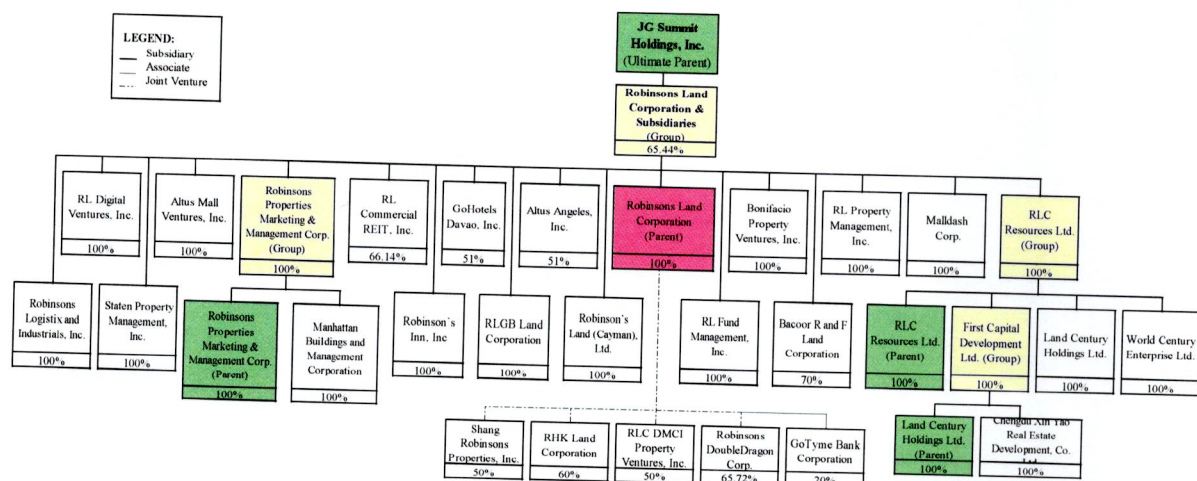 LEGEND:
Subsidiary
Associate
Joint Venture
JG Summit
Holdings, Inc.
(Ultimate Parent)
Robinsons Land
Corporation &
Subsidiaries
(Group)
65.44%
RL Digital
Ventures, Inc.
100%
Altus Mall
Ventures, Inc.
100%
Robinsons
Properties
Marketing &
Management Corp.
(Group)
100%
RL
Commercial
REIT, Inc.
66.14%
GoHotels
Davao, Inc.
51%
Altus Angeles,
Inc.
51%
Robinsons Land
Corporation
(Parent)
100%
Bonifacio
Property
Ventures, Inc.
100%
RL Property
Management,
Inc.
100%
Malldash
Corp.
100%
RLC
Resources Ltd.
(Group)
100%
Robinsons
Logistix and
Industrials, Inc.
100%
Staten Property
Management,
Inc.
100%
Robinsons
Properties
Marketing &
Management Corp.
(Parent)
100%
Manhattan
Buildings and
Management
Corporation
100%
Robinson's
Inn, Inc
100%
RLGB Land
Corporation
100%
Robinson's
Land (Cayman),
Ltd.
100%
RL Fund
Management,
Inc.
100%
Bacoor R and F
Land
Corporation
70%
RLC
Resources Ltd.
(Parent)
100%
First Capital
Development
Ltd. (Group)
100%
Land Century
Holdings Ltd.
100%
World Century
Enterprise Ltd.
100%
Shang
Robinsons
Properties, Inc.
50%
RHK Land
Corporation
60%
RLC DMCI
Property
Ventures, Inc.
50%
Robinsons
DoubleDragon
Corp.
65.72%
GoTyme Bank
Corporation
20%
Land Century
Holdings Ltd.
(Parent)
100%
Chengdu Xin Yao
Real Estate
Development, Co.
100%